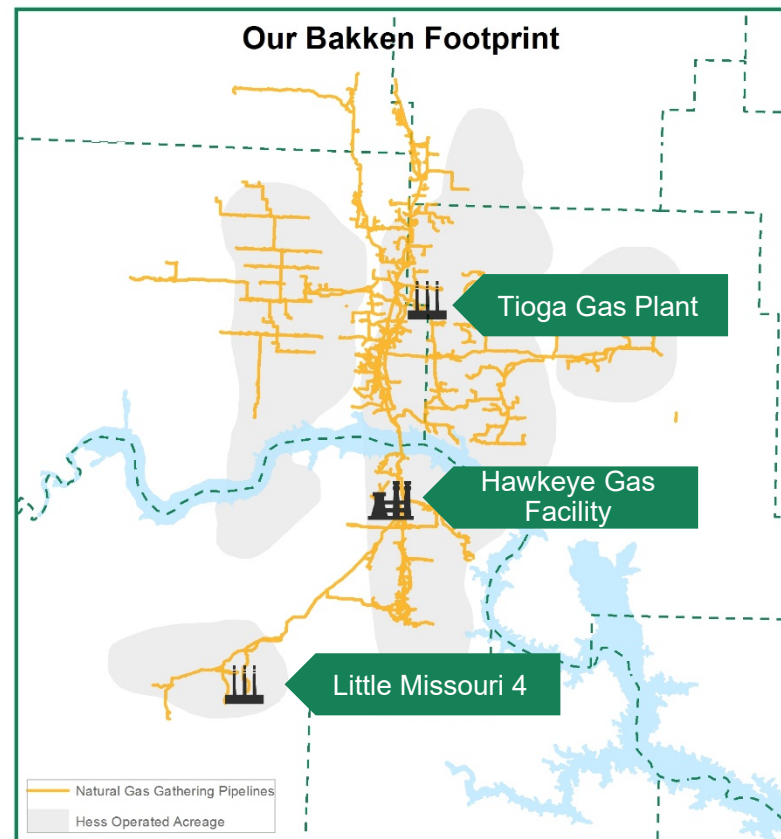 Our Bakken Footprint
Tioga Gas Plant
Hawkeye Gas
Facility
Little Missouri 4
Natural Gas Gathering Pipelines
Hess Operated Acreage